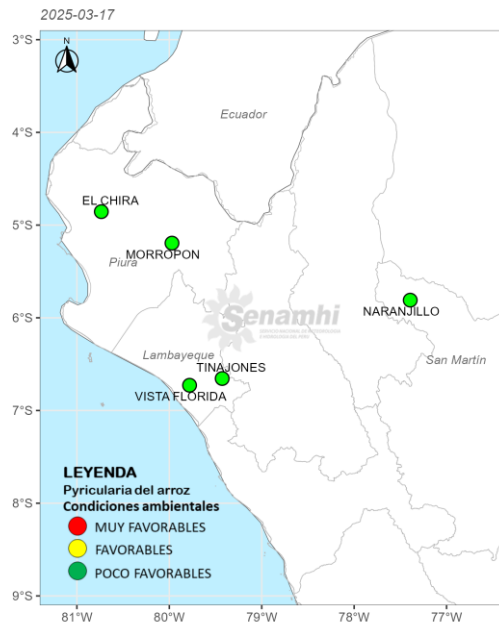 2025-03-17
3°S
N
Ecuador
4°S
EL CHIRA
5°S
MORROPON
Piura
NARANJILLO
6°S
Senamhi
Lambayeque
TINAJONES
San Martín
VISTA FLORIDA
7°S
LEYENDA
Pyricularia del arroz
Condiciones ambientales
8°S
MUY FAVORABLES
FAVORABLES
POCO FAVORABLES
9°S
81°W 80°W 79°W 78°W 77°W